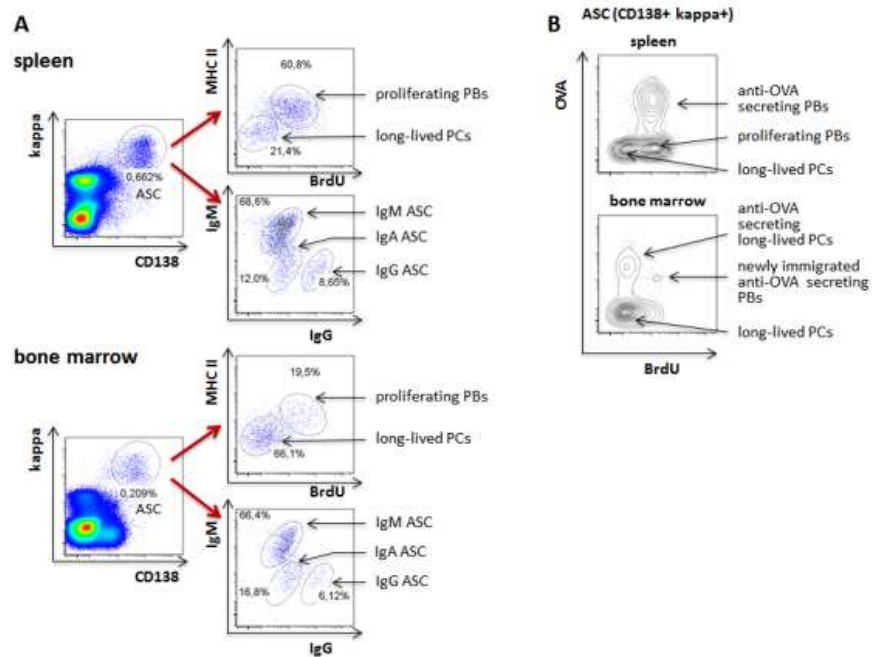 A
spleen
kappa
0,662%
ASC
CD138
MHC II
60,8%
21,4%
BrdU
proliferating PBs
long-lived PCs
IgM
68,6%
12,0%
8,65%
IgG
IgM ASC
IgA ASC
IgG ASC
bone marrow
kappa
0,209%
ASC
CD138
MHC II
19,5%
66,1%
BrdU
proliferating PBs
long-lived PCs
IgM
66,4%
16,8%
6,12%
IgG
IgM ASC
IgA ASC
IgG ASC
B
ASC (CD138+ kappa+)
spleen
OVA
anti-OVA
secreting PBs
proliferating PBs
long-lived PCs
bone marrow
anti-OVA
secreting
long-lived PCs
newly immigrated
anti-OVA secreting
PBs
long-lived PCs
BrdU